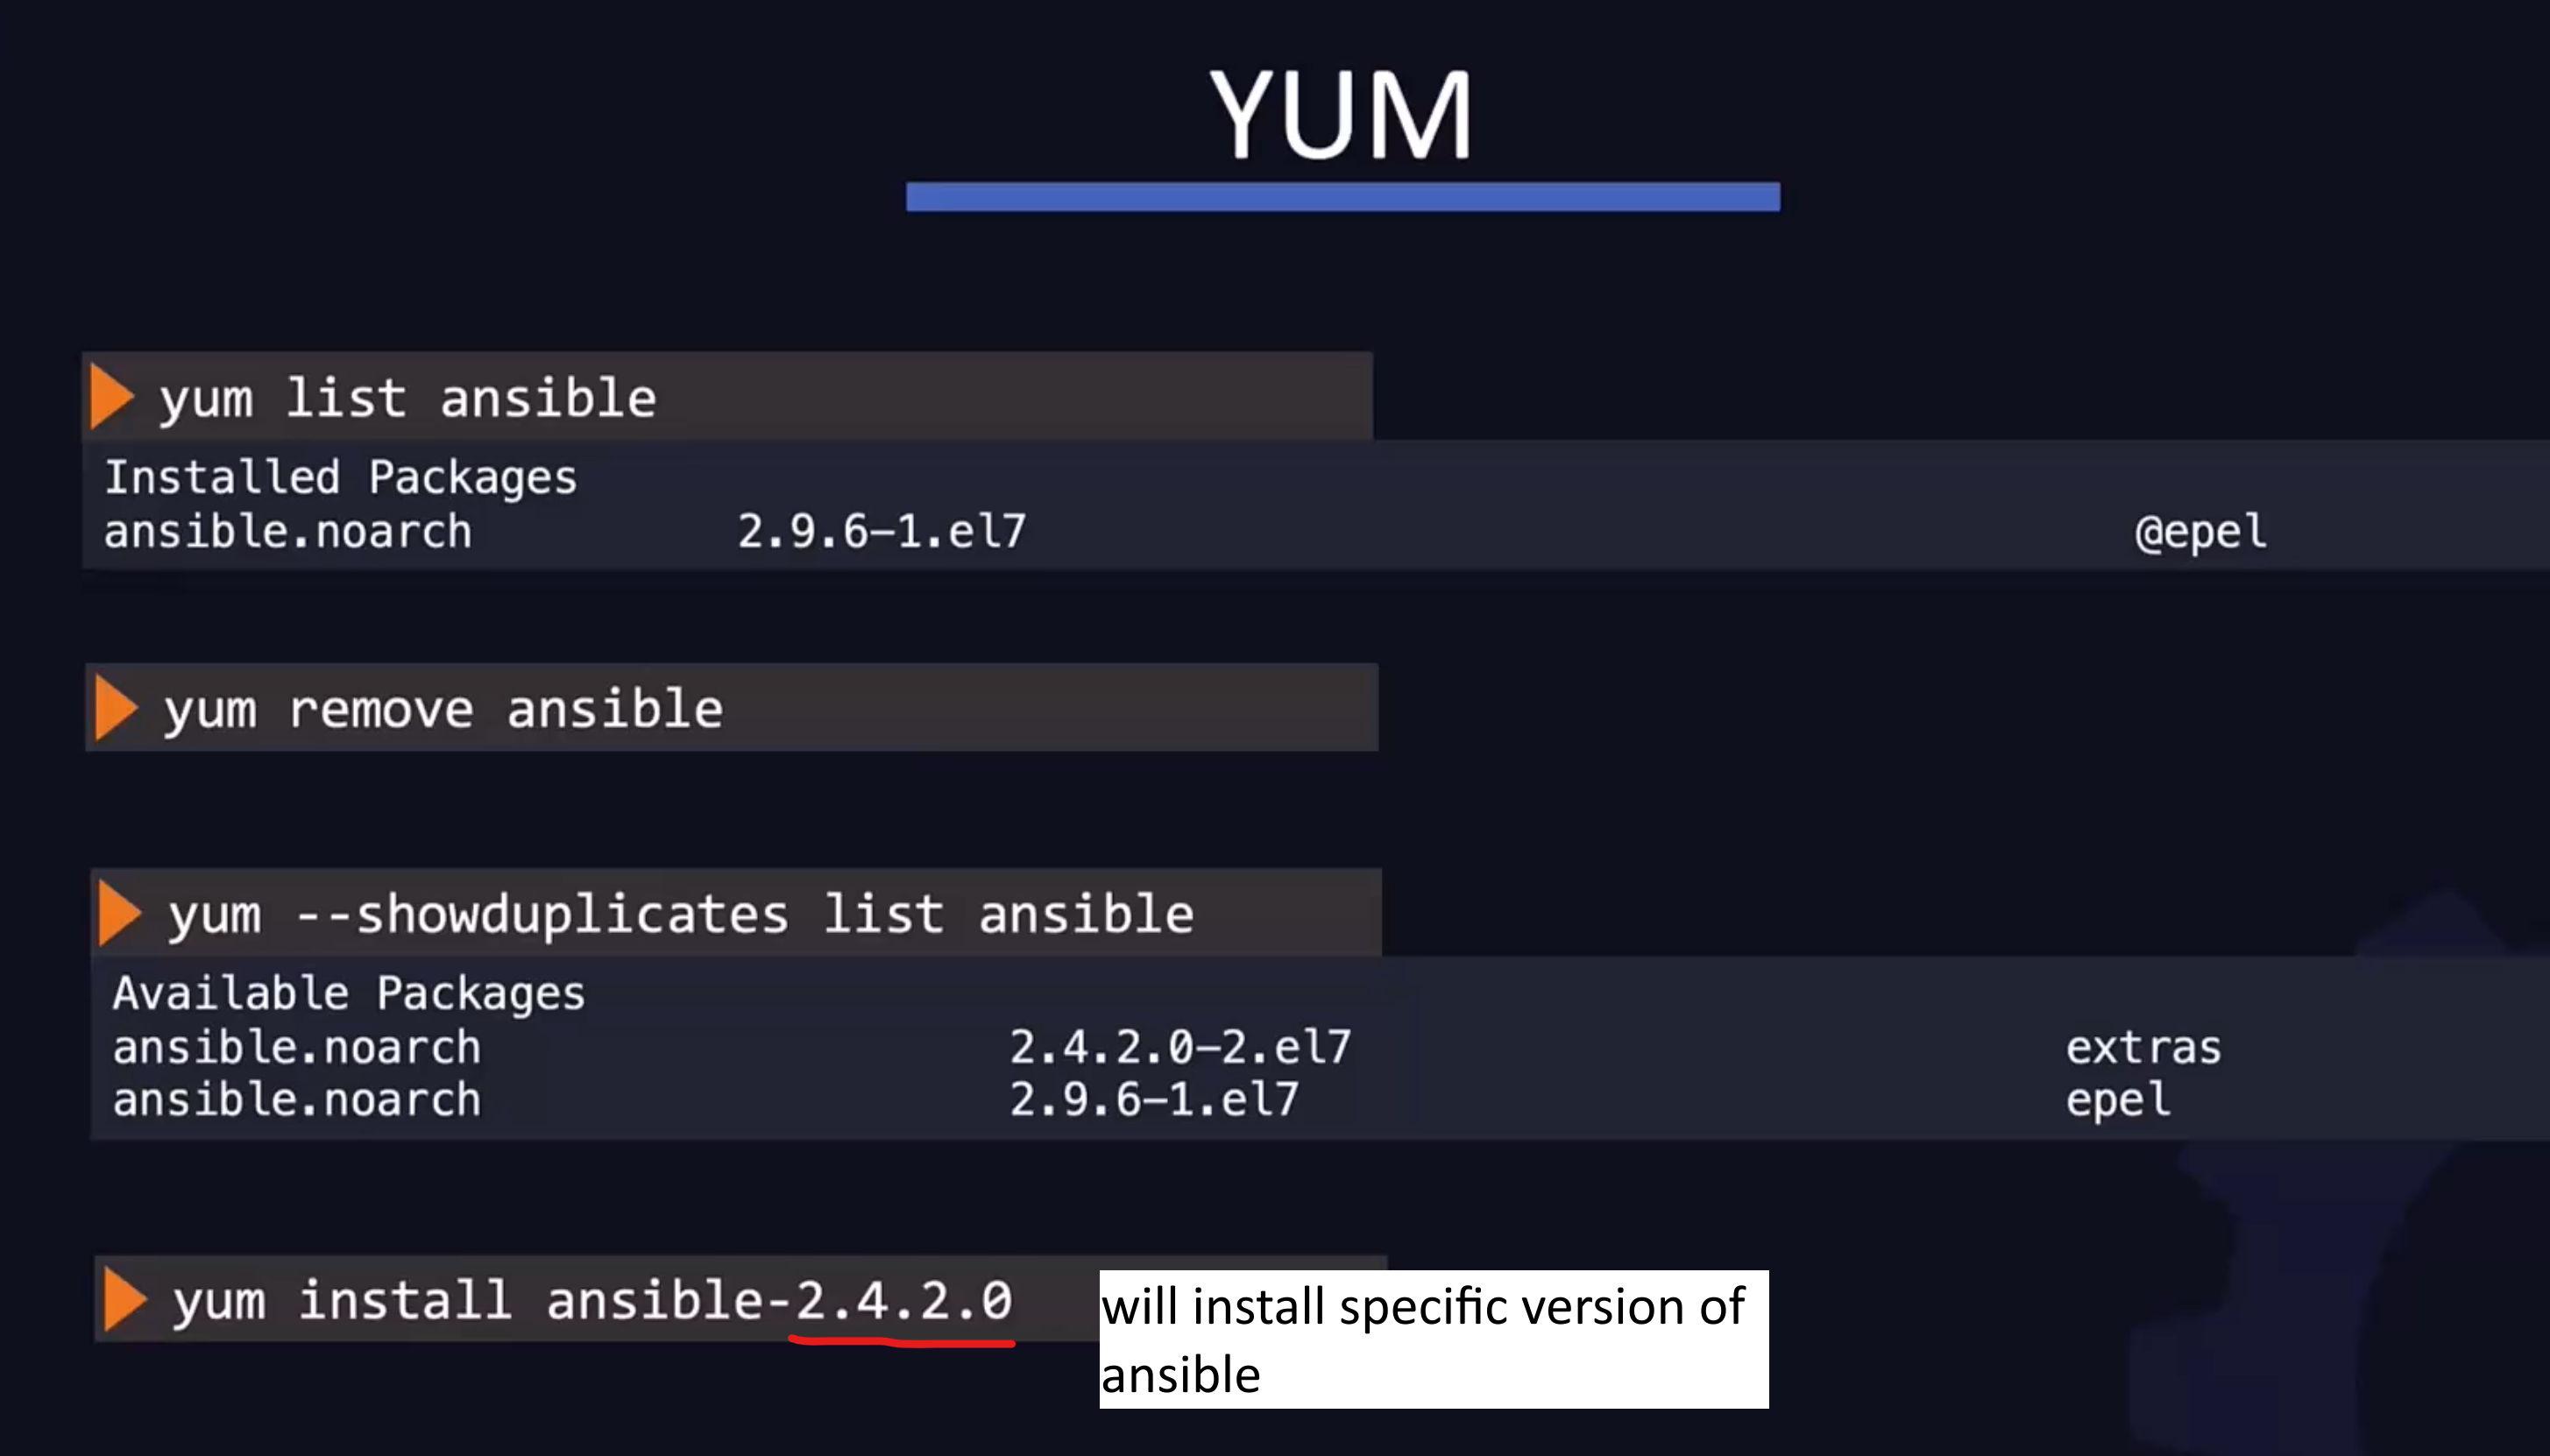 YUM
yum list ansible
Installed Packages
ansible.noarch 2.9.6-1.el7 @epel
yum remove ansible
yum --showduplicates list ansible
Available Packages
ansible.noarch 2.4.2.0-2.el7 extras
ansible.noarch 2.9.6-1.el7 epel
yum install ansible-2.4.2.0
will install specific version of
ansible